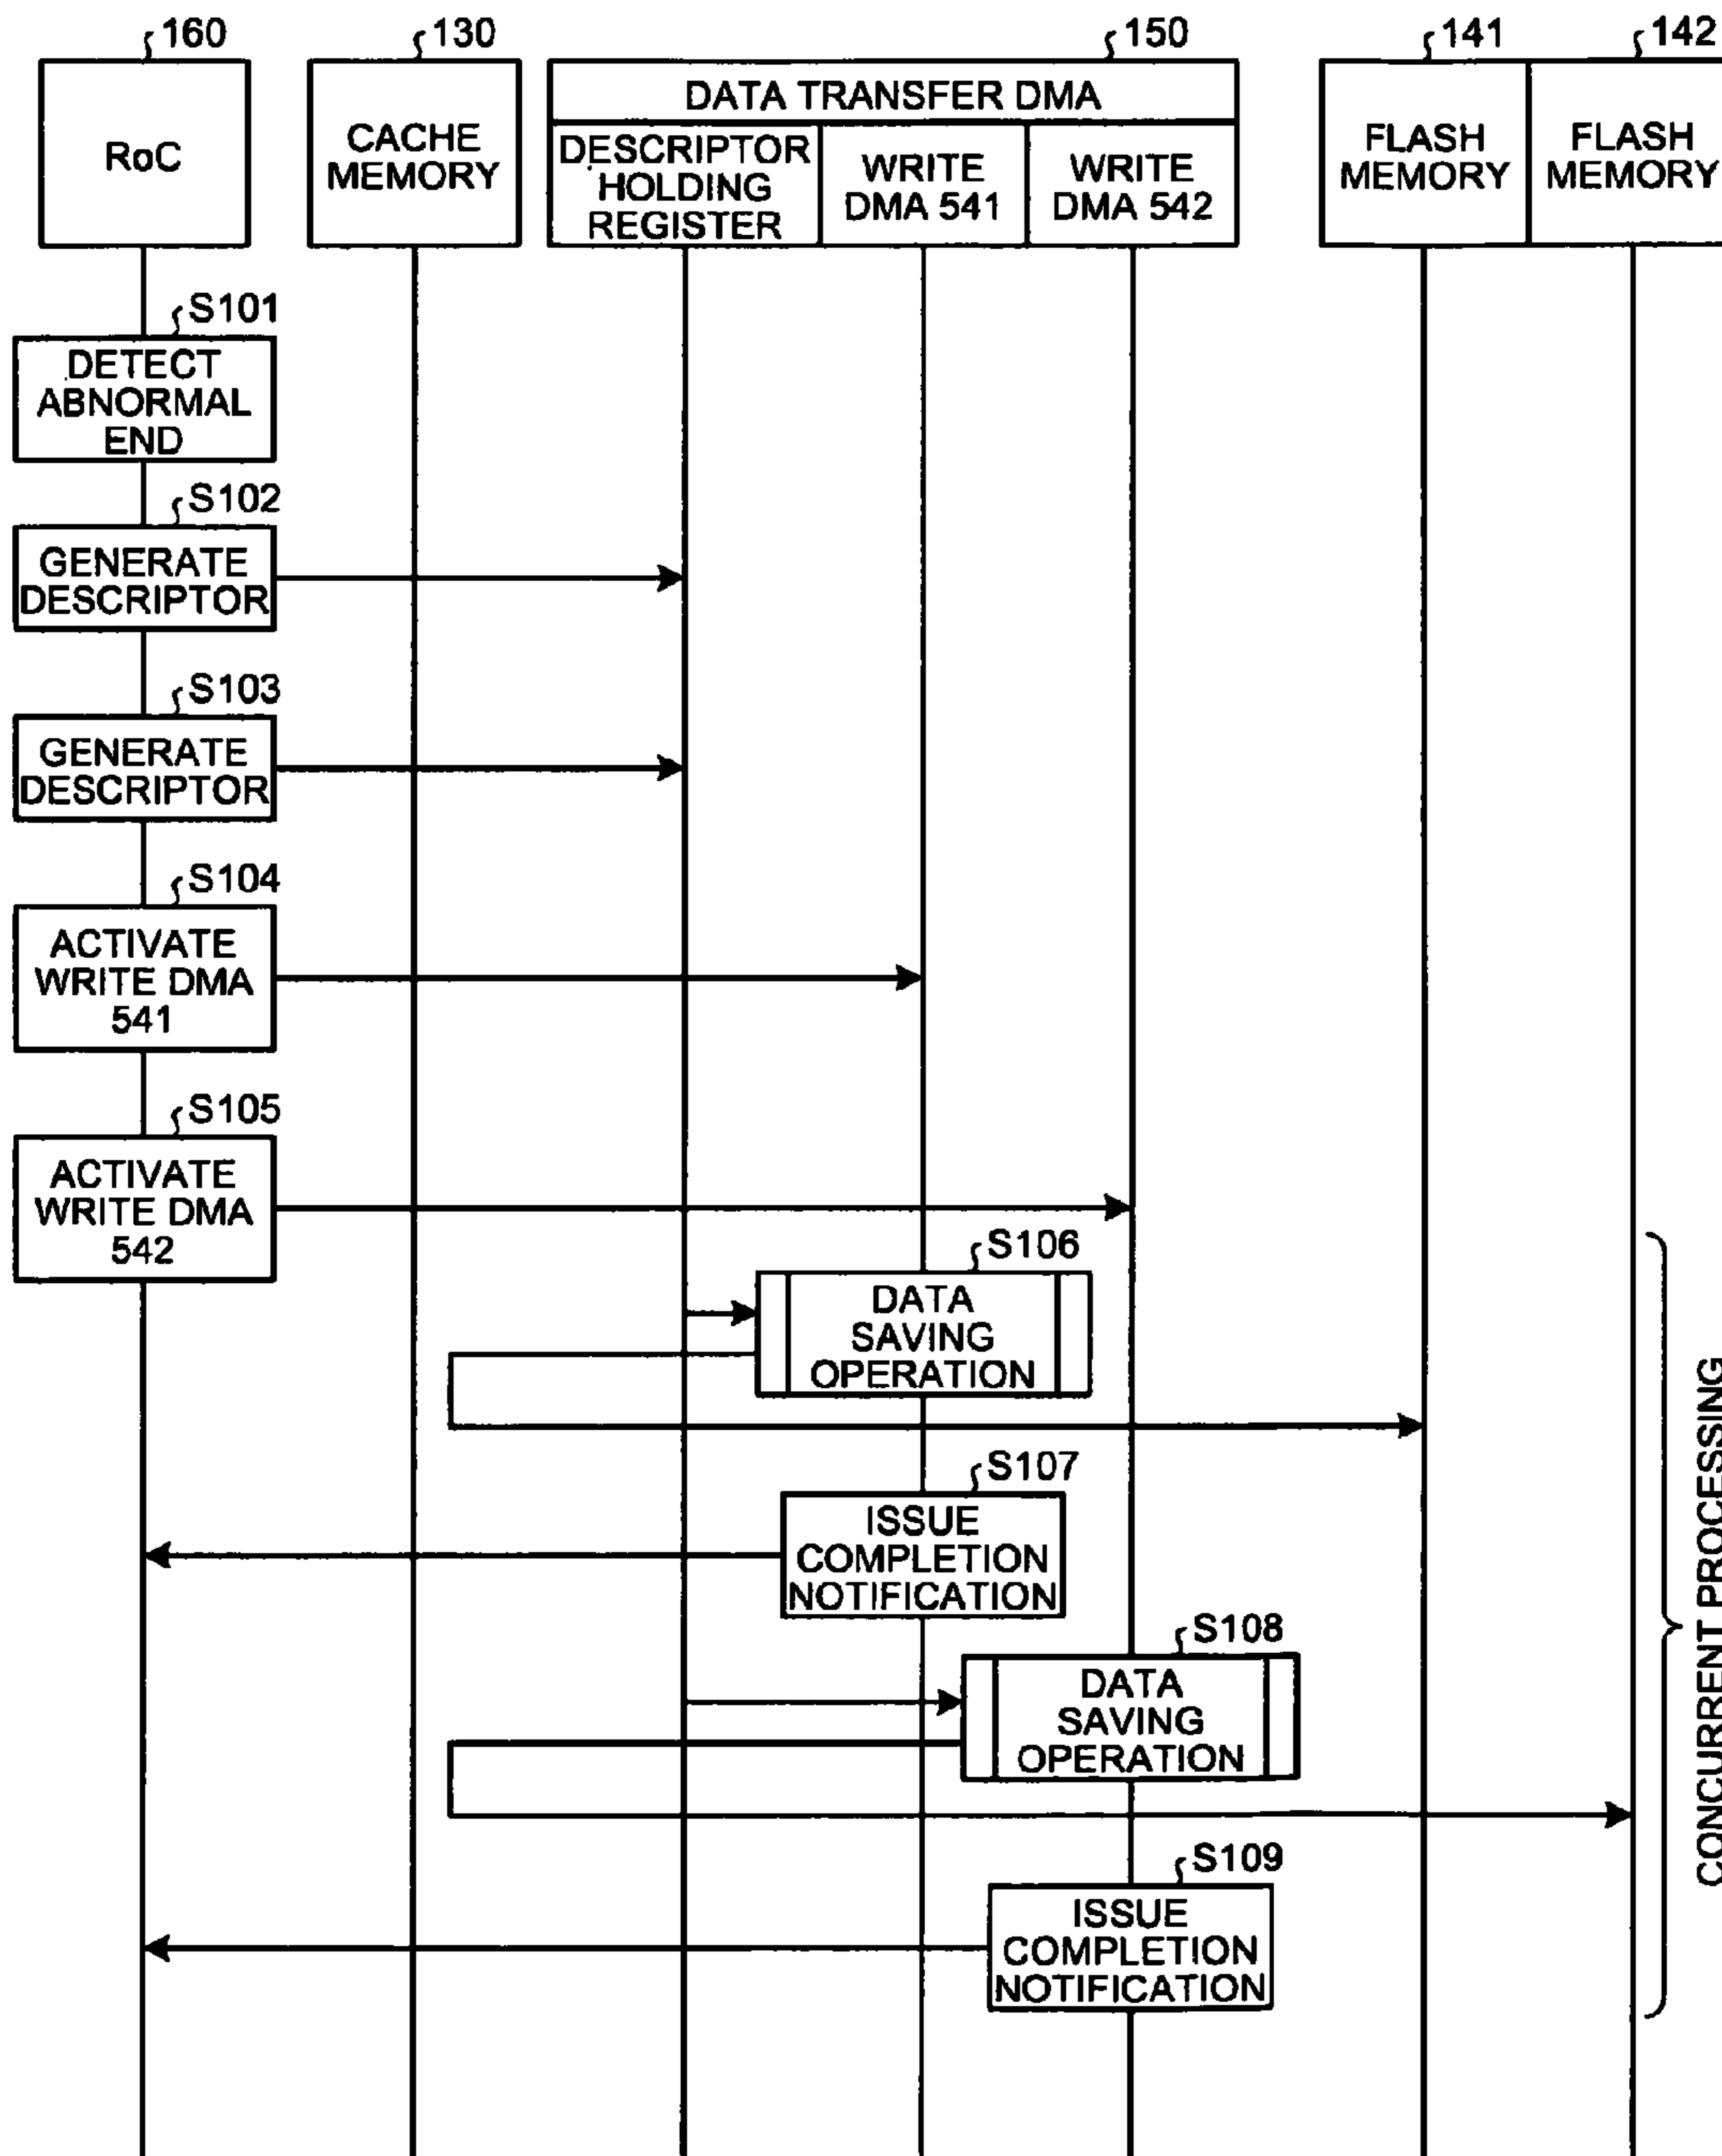 160
130
150
141
142
RoC
CACHE
MEMORY
DATA TRANSFER DMA
DESCRIPTOR
HOLDING
REGISTER
WRITE
DMA 541
WRITE
DMA 542
FLASH
MEMORY
FLASH
MEMORY
S101
DETECT
ABNORMAL
END
S102
GENERATE
DESCRIPTOR
S103
GENERATE
DESCRIPTOR
S104
ACTIVATE
WRITE DMA
541
S105
ACTIVATE
WRITE DMA
542
S106
DATA
SAVING
OPERATION
S107
ISSUE
COMPLETION
NOTIFICATION
S108
DATA
SAVING
OPERATION
S109
ISSUE
COMPLETION
NOTIFICATION
CONCURRENT PROCESSING